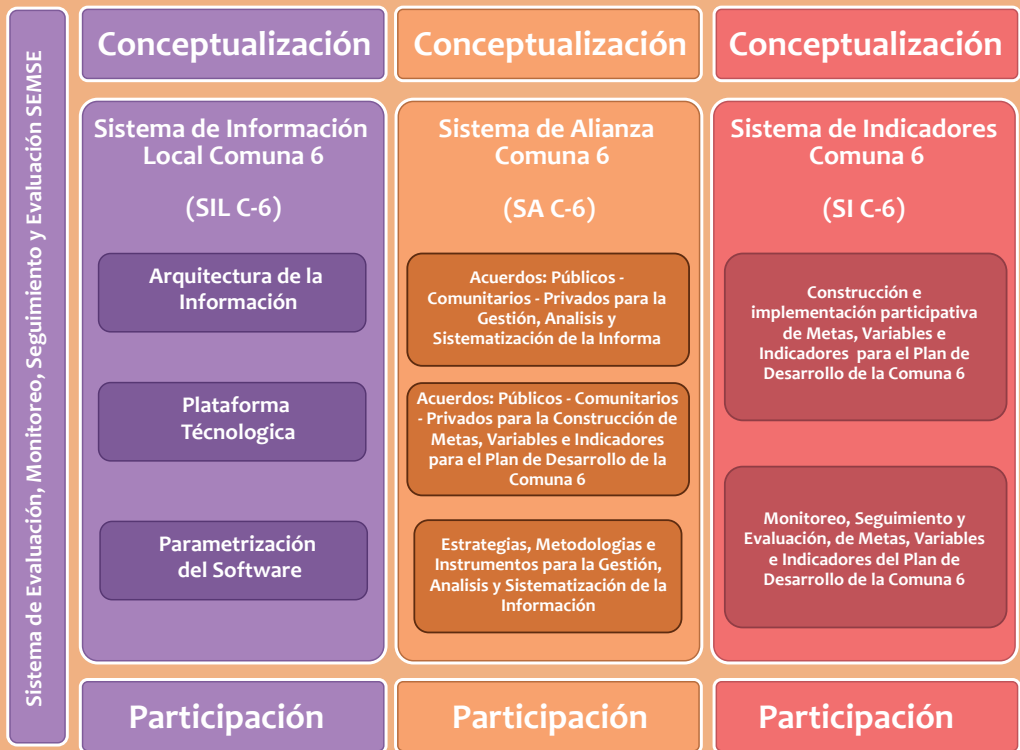 Sistema de Evaluación, Monitoreo, Seguimiento y Evaluación SEMSE
Conceptualización
Sistema de Información
Local Comuna 6
(SIL C-6)
Arquitectura de la
Información
Plataforma
Técnologica
Parametrización
del Software
Participación
Conceptualización
Sistema de Alianza
Comuna 6
(SA C-6)
Acuerdos: Públicos -
Comunitarios - Privados para la
Gestión, Analisis y
Sistematización de la Informa
Acuerdos: Públicos - Comunitarios
- Privados para la Construcción de
Metas, Variables e Indicadores
para el Plan de Desarrollo de la
Comuna 6
Estrategias, Metodologias e
Instrumentos para la Gestión,
Analisis y Sistematización de la
Información
Participación
Conceptualización
Sistema de Indicadores
Comuna 6
(SI C-6)
Construcción e
implementación participativa
de Metas, Variables e
Indicadores para el Plan de
Desarrollo de la Comuna 6
Monitoreo, Seguimiento y
Evaluación, de Metas, Variables
e Indicadores del Plan de
Desarrollo de la Comuna 6
Participación